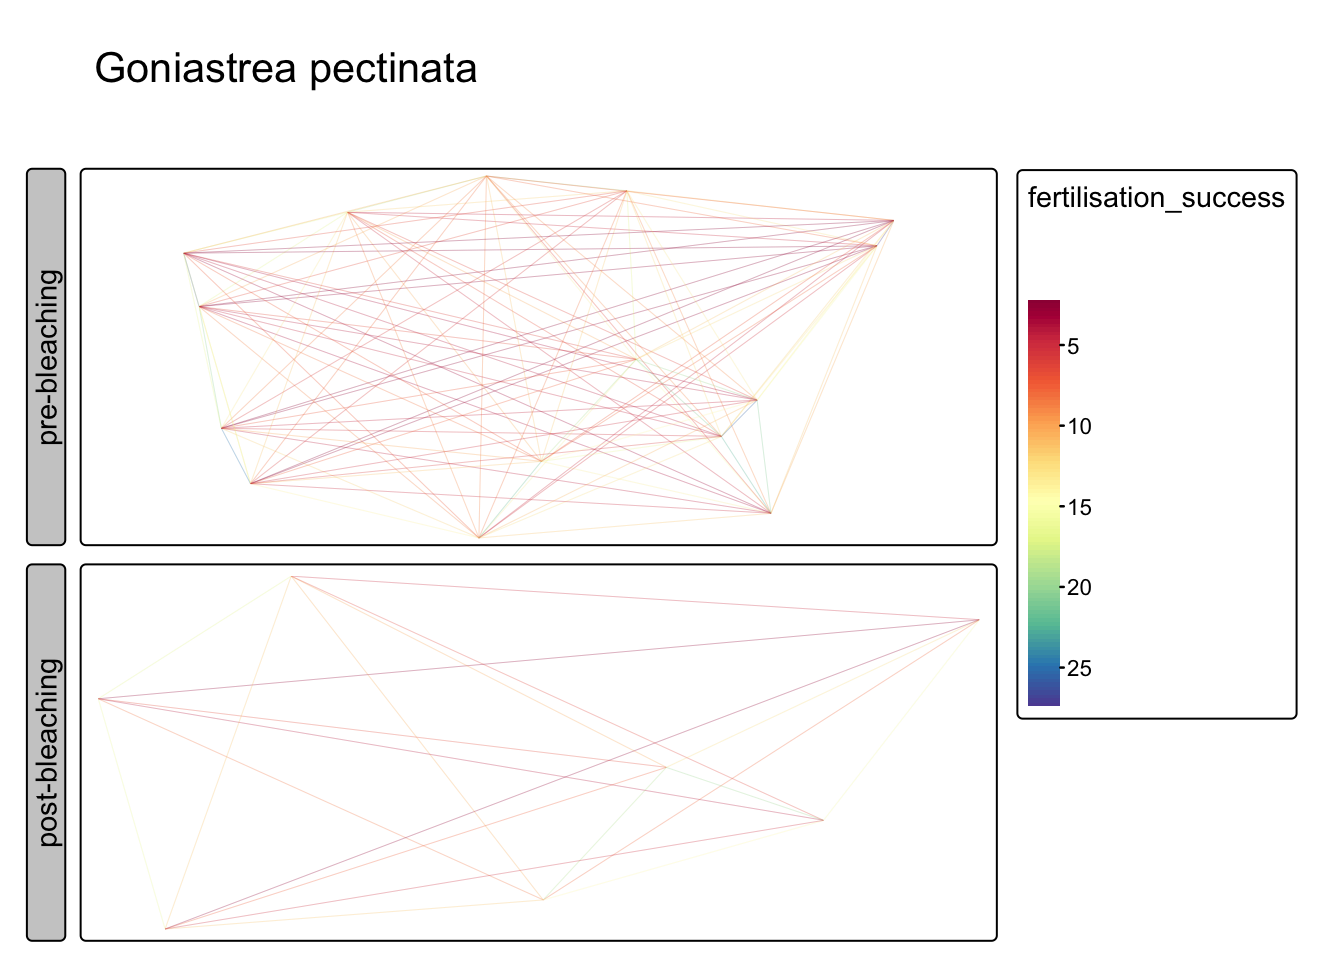 Goniastrea pectinata
pre-bleaching
post-bleaching
fertilisation_success
5
10
15
20
25